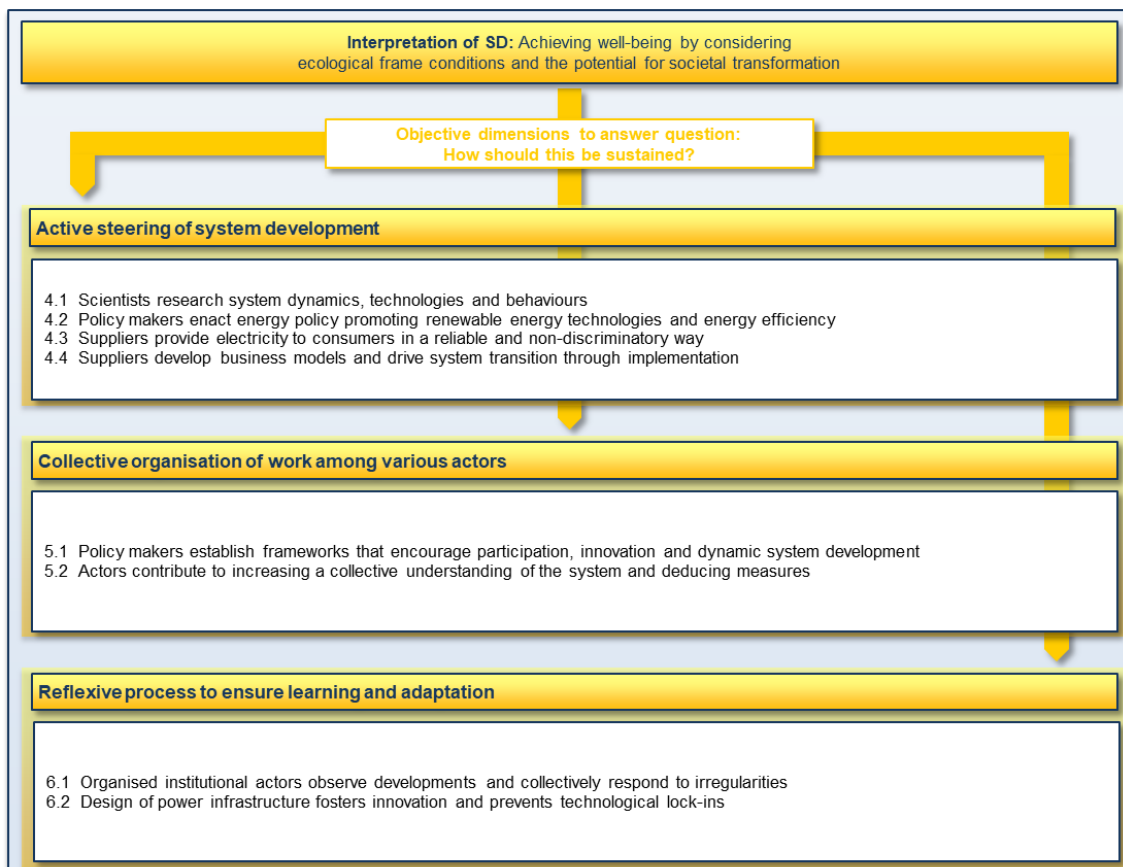 Interpretation of SD: Achieving well-being by considering
ecological frame conditions and the potential for societal transformation
Objective dimensions to answer question:
How should this be sustained?
Active steering of system development
4.1 Scientists research system dynamics, technologies and behaviours
4.2 Policy makers enact energy policy promoting renewable energy technologies and energy efficiency
4.3 Suppliers provide electricity to consumers in a reliable and non-discriminatory way
4.4 Suppliers develop business models and drive system transition through implementation
Collective organisation of work among various actors
5.1 Policy makers establish frameworks that encourage participation, innovation and dynamic system development
5.2 Actors contribute to increasing a collective understanding of the system and deducing measures
Reflexive process to ensure learning and adaptation
6.1 Organised institutional actors observe developments and collectively respond to irregularities
6.2 Design of power infrastructure fosters innovation and prevents technological lock-ins